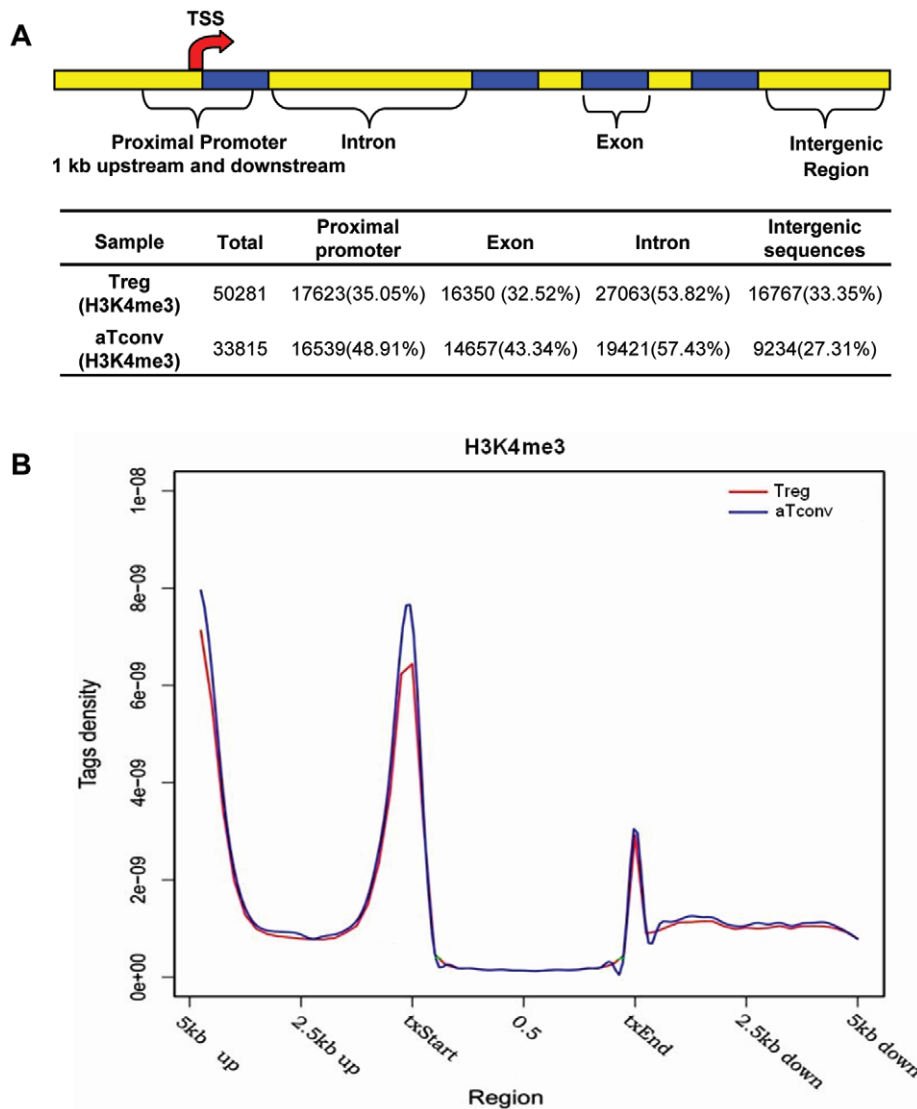 A
TSS
Proximal Promoter
1 kb upstream and downstream
Intron
Exon
Intergenic
Region
Sample Total Proximal promoter Exon Intron Intergenic sequences
Treg (H3K4me3) 50281 17623(35.05%) 16350 (32.52%) 27063(53.82%) 16767(33.35%)
aTconv (H3K4me3) 33815 16539(48.91%) 14657(43.34%) 19421(57.43%) 9234(27.31%)
B
H3K4me3
Treg
aTconv
Tags density
1e-08
8e-09
6e-09
4e-09
2e-09
0e+00
5kb up
2.5kb up
txStart
0.5
txEnd
2.5kb down
5kb down
Region